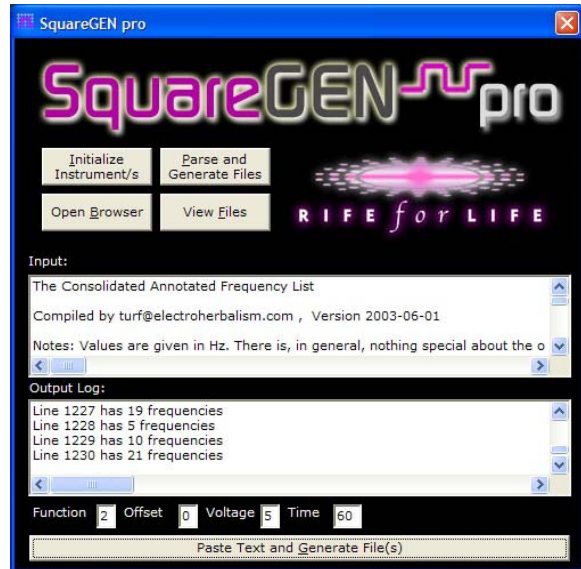 SquareGEN pro
SquareGEN pro
Initialize Instrument/s
Parse and Generate Files
Open Browser
View Files
RIFE for LIFE
Input:
The Consolidated Annotated Frequency List
Compiled by turf@electroherbalism.com , Version 2003-06-01
Notes: Values are given in Hz. There is, in general, nothing special about the o
Output Log:
Line 1227 has 19 frequencies
Line 1228 has 5 frequencies
Line 1229 has 10 frequencies
Line 1230 has 21 frequencies
Function 2 Offset 0 Voltage 5 Time 60
Paste Text and Generate File(s)